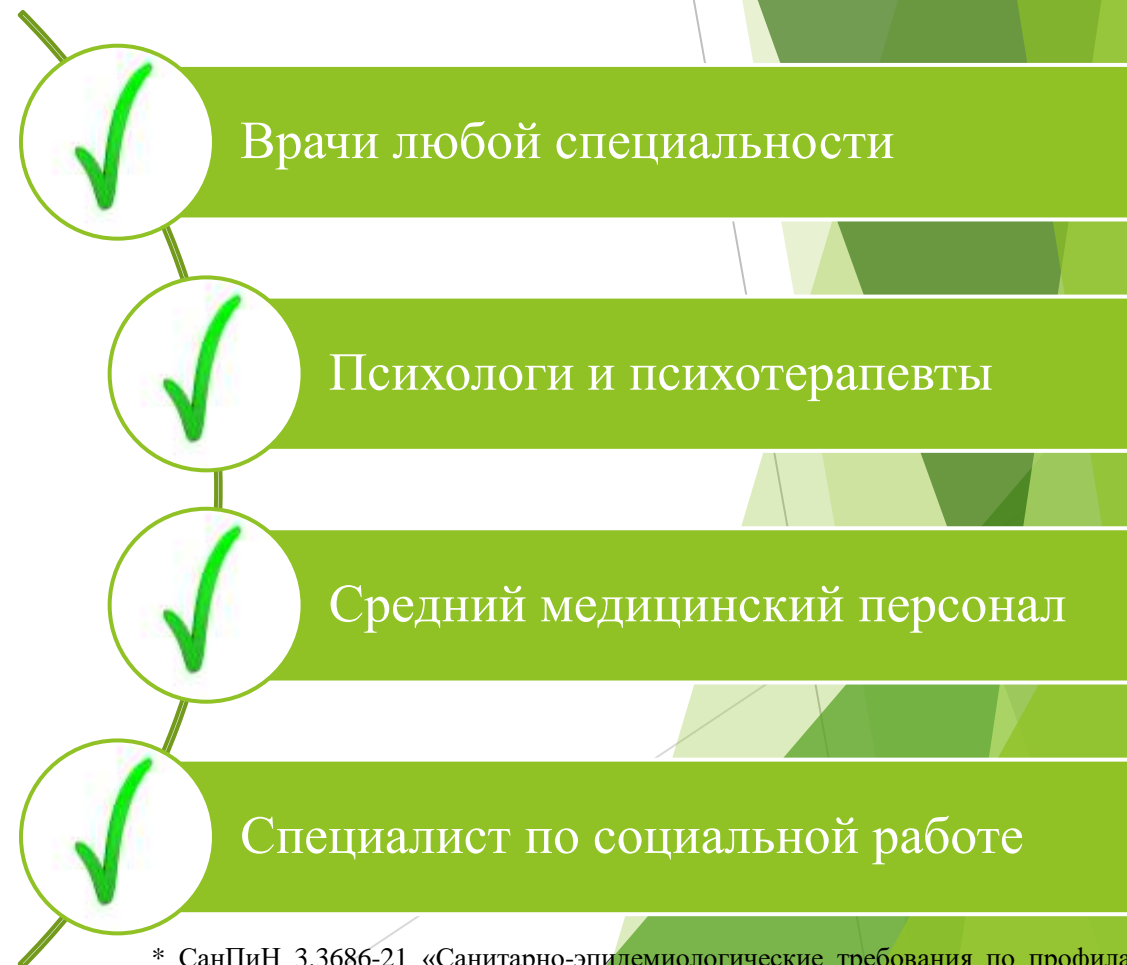 Врачи любой специальности
Психологи и психотерапевты
Средний медицинский персонал
Специалист по социальной работе
* СанПиН 3.3686-21 «Санитарно-эпидемиологические требования по